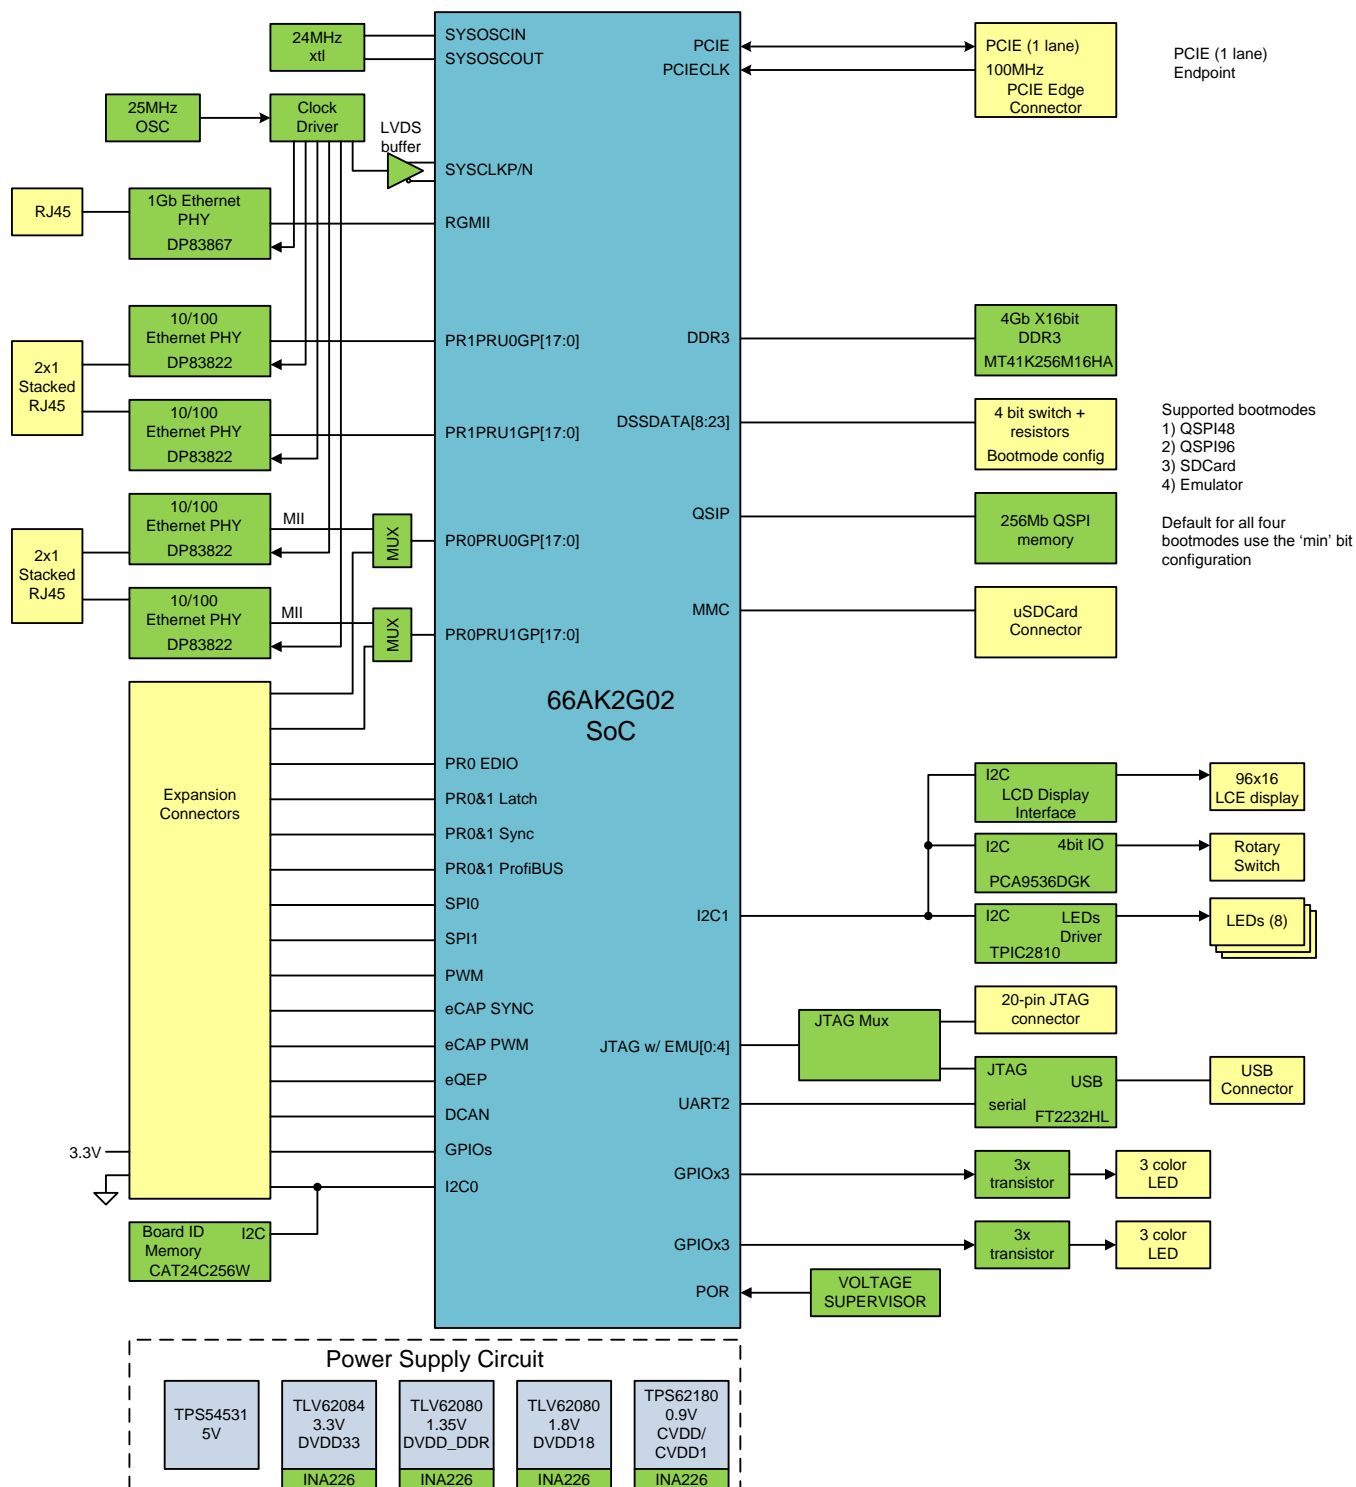 24MHz
xtl
SYSOSCIN
SYSOSCOUT
PCIE
PCIECLK
PCIE (1 lane)
100MHz
PCIE Edge
Connector
PCIE (1 lane)
Endpoint
25MHz
OSC
Clock
Driver
LVDS
buffer
SYSCLKP/N
RJ45
1Gb Ethernet
PHY
DP83867
RGMII
10/100
Ethernet PHY
DP83822
PR1PRU0GP[17:0]
2x1
Stacked
RJ45
10/100
Ethernet PHY
DP83822
PR1PRU1GP[17:0]
10/100
Ethernet PHY
DP83822
MII
MUX
PR0PRU0GP[17:0]
2x1
Stacked
RJ45
10/100
Ethernet PHY
DP83822
MII
MUX
PR0PRU1GP[17:0]
DDR3
4Gb X16bit
DDR3
MT41K256M16HA
DSSDATA[8:23]
4 bit switch +
resistors
Bootmode config
Supported bootmodes
1) QSPI48
2) QSPI96
3) SDCard
4) Emulator
Default for all four
bootmodes use the ‘min’ bit
configuration
QSIP
256Mb QSPI
memory
MMC
uSDCard
Connector
66AK2G02
SoC
Expansion
Connectors
PR0 EDIO
PR0&1 Latch
PR0&1 Sync
PR0&1 ProfiBUS
SPI0
SPI1
PWM
eCAP SYNC
eCAP PWM
eQEP
DCAN
GPIOs
I2C0
3.3V
Board ID
I2C
Memory
CAT24C256W
I2C1
I2C
LCD Display
Interface
96x16
LCE display
I2C
4bit IO
PCA9536DGK
Rotary
Switch
I2C
LEDs
Driver
TPIC2810
LEDs (8)
JTAG w/ EMU[0:4]
JTAG Mux
20-pin JTAG
connector
JTAG
USB
serial
FT2232HL
USB
Connector
UART2
GPIOx3
3x
transistor
3 color
LED
GPIOx3
3x
transistor
3 color
LED
POR
VOLTAGE
SUPERVISOR
Power Supply Circuit
TPS54531
5V
TLV62084
3.3V
DVDD33
INA226
TLV62080
1.35V
DVDD_DDR
INA226
TLV62080
1.8V
DVDD18
INA226
TPS62180
0.9V
CVDD/
CVDD1
INA226